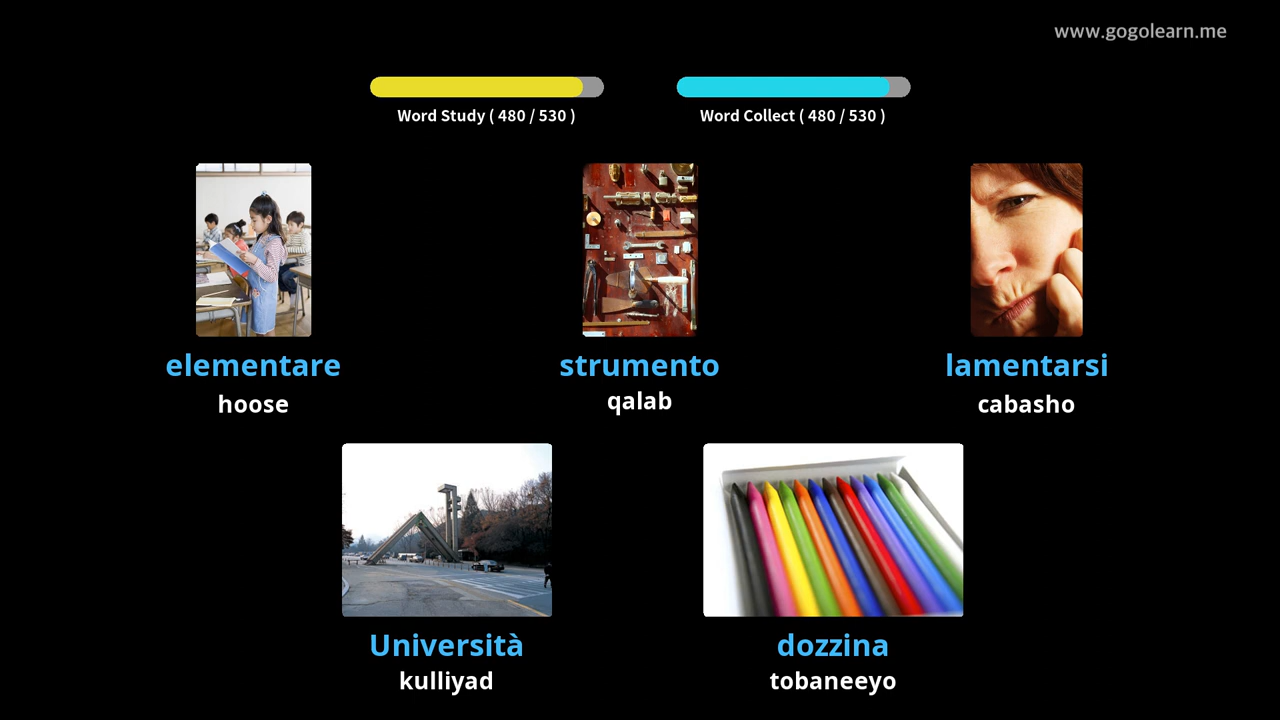 www.gogolearn.me
Word Study ( 480 / 530 )
Word Collect ( 480 / 530 )
elementare
hoose
strumento
qalab
lamentarsi
cabasho
Università
kulliyad
dozzina
tobaneeyo